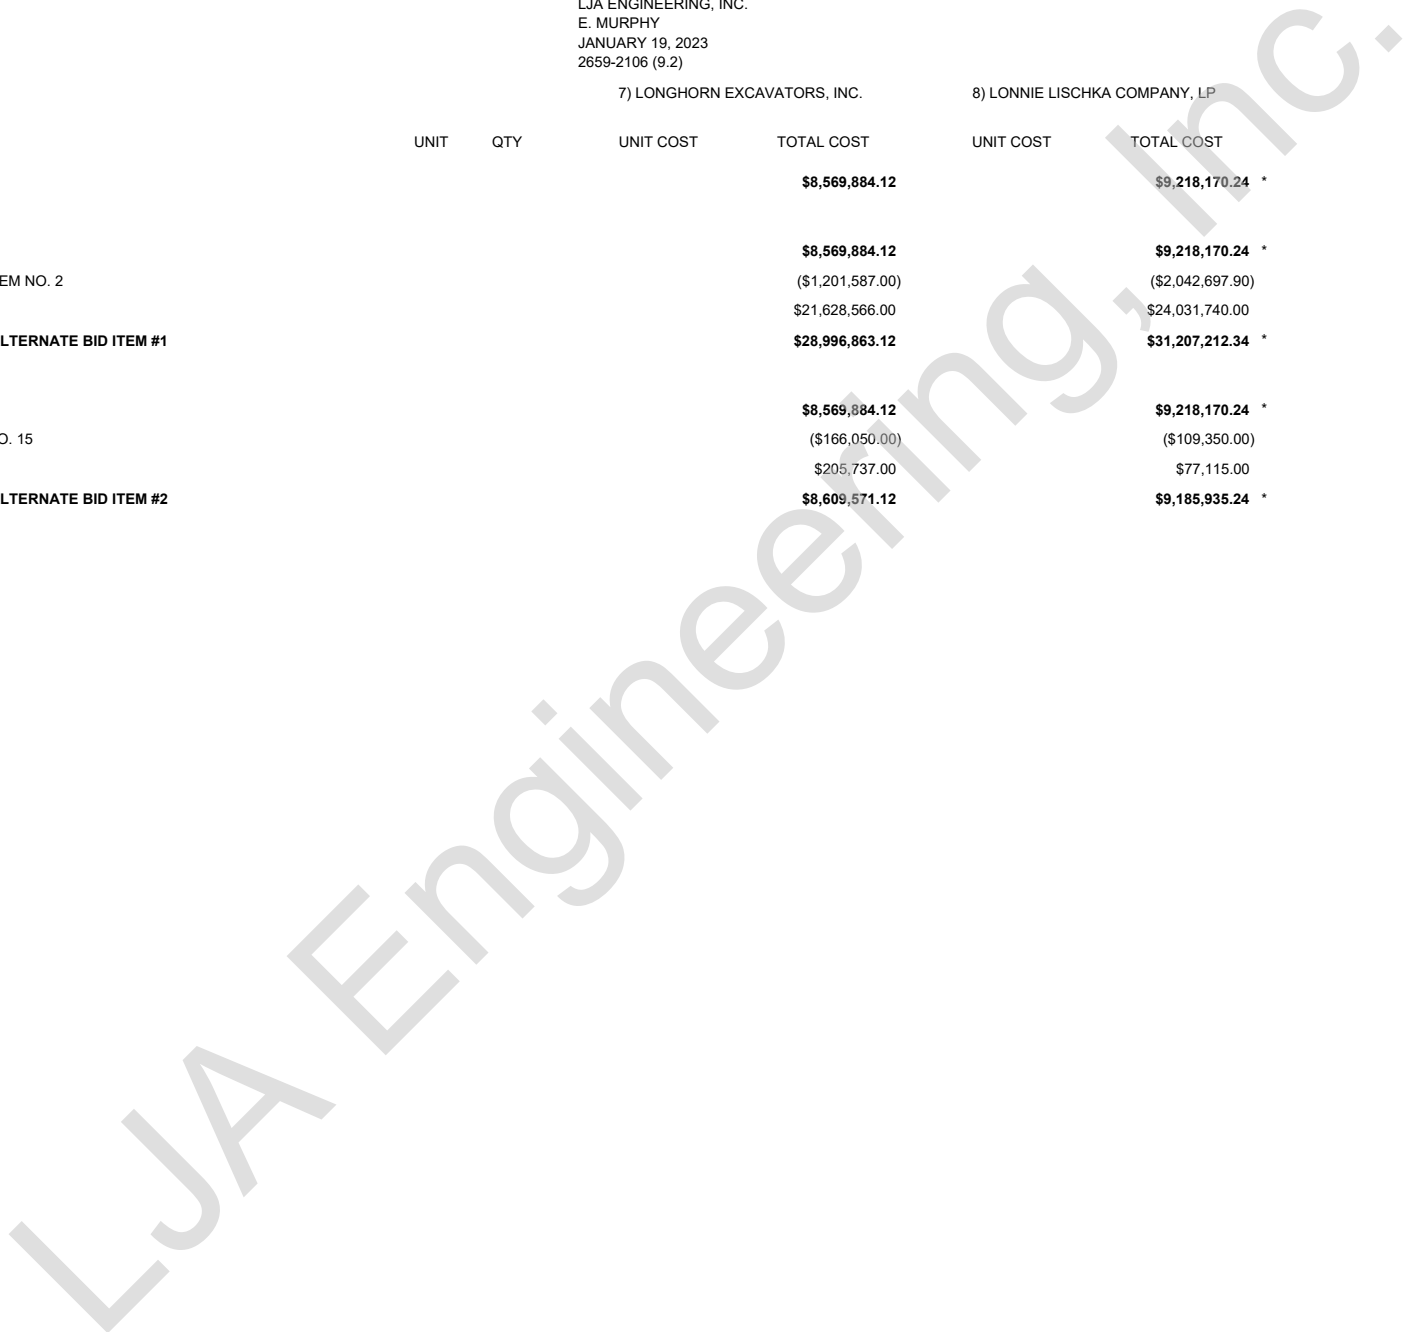 LJA ENGINEERING, INC.
E. MURPHY
JANUARY 19, 2023
2659-2106 (9.2)
7) LONGHORN EXCAVATORS, INC. 8) LONNIE LISCHKA COMPANY, LP
UNIT QTY UNIT COST TOTAL COST UNIT COST TOTAL COST
$8,569,884.12 $9,218,170.24 *
$8,569,884.12 $9,218,170.24 *
EM NO. 2 ($1,201,587.00) ($2,042,697.90)
$21,628,566.00 $24,031,740.00
LTERNATE BID ITEM #1 $28,996,863.12 $31,207,212.34 *
$8,569,884.12 $9,218,170.24 *
O. 15 ($166,050.00) ($109,350.00)
$205,737.00 $77,115.00
LTERNATE BID ITEM #2 $8,609,571.12 $9,185,935.24 *
LJA Engineering, Inc.